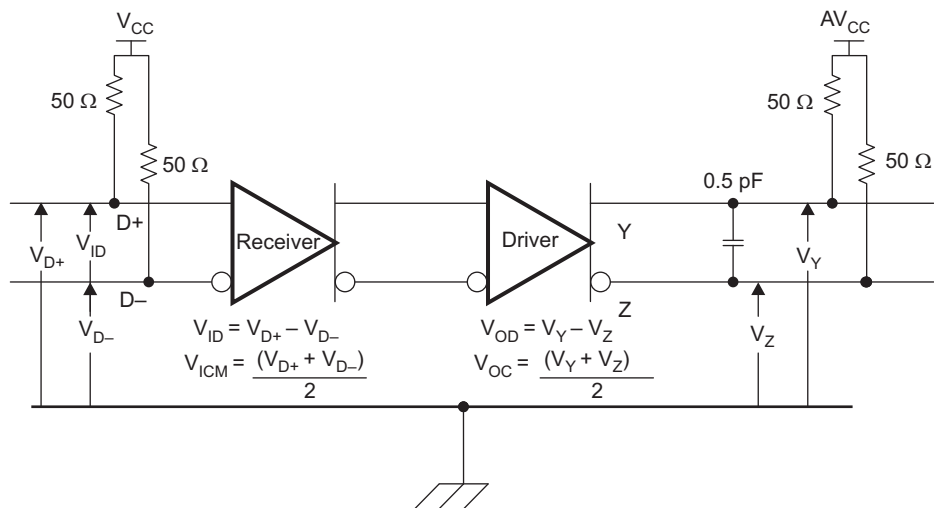 V_CC
AV_CC
50 Ω
50 Ω
50 Ω
50 Ω
0.5 pF
D+
V_ID
V_D+
Receiver
Driver
Y
V_Y
D–
V_D–
Z
V_Z
V_ID = V_D+ – V_D–
V_ICM = (V_D+ + V_D–)
2
V_OD = V_Y – V_Z
V_OC = (V_Y + V_Z)
2